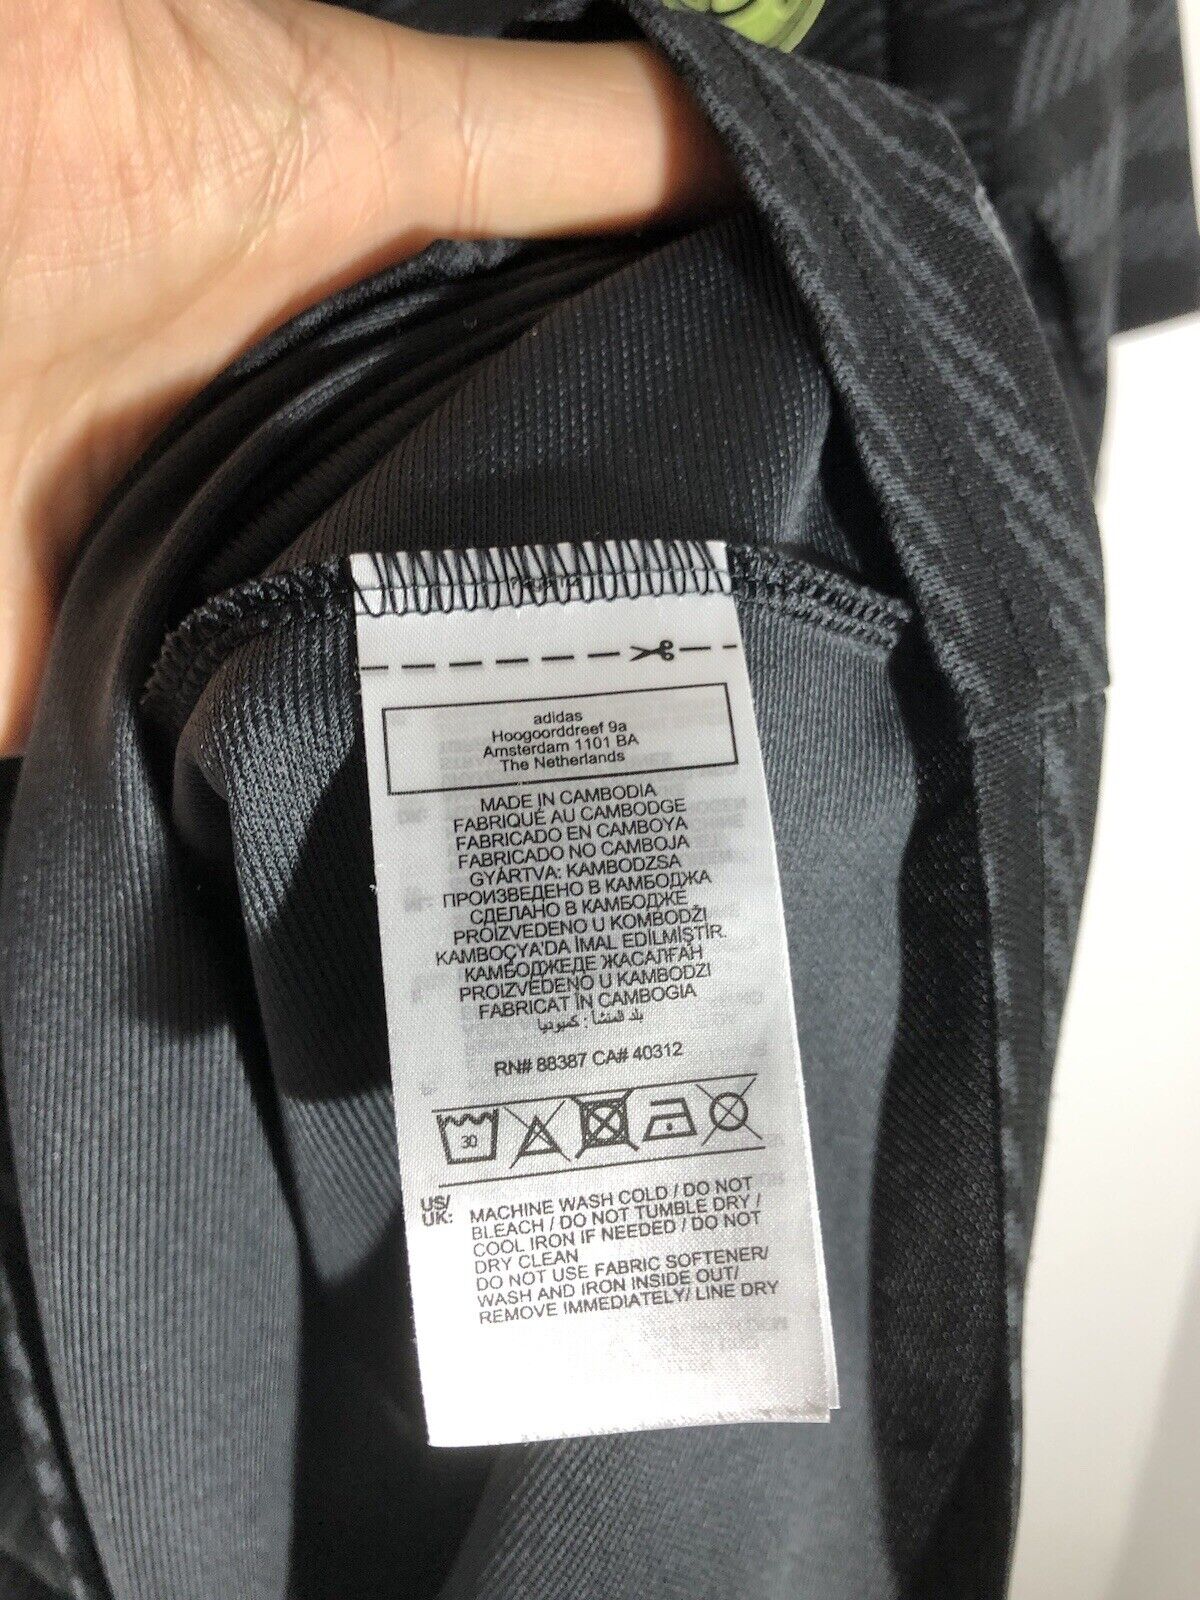 adidas
Hoogoorddreef 9a
Amsterdam 1101 BA
The Netherlands
MADE IN CAMBODIA
FABRIQUÉ AU CAMBODGE
FABRICADO EN CAMBOYA
FABRICADO NO CAMBOJA
GYÁRTVA: KAMBODZSA
ПРОИЗВЕДЕНО В КАМБОДЖА
СДЕЛАНО В КАМБОДЖЕ
PROIZVEDENO U KOMBODŽI
KAMBOÇYA'DA İMAL EDİLMİŞTİR.
КАМБОДЖЕДЕ ЖАСАЛҒАН
PROIZVEDENO U KAMBODŽI
FABRICAT ÎN CAMBOGIA
بلد المنشأ : كمبوديا
RN# 88387 CA# 40312
30
US/
UK:
MACHINE WASH COLD / DO NOT
BLEACH / DO NOT TUMBLE DRY /
COOL IRON IF NEEDED / DO NOT
DRY CLEAN
DO NOT USE FABRIC SOFTENER/
WASH AND IRON INSIDE OUT/
REMOVE IMMEDIATELY/ LINE DRY